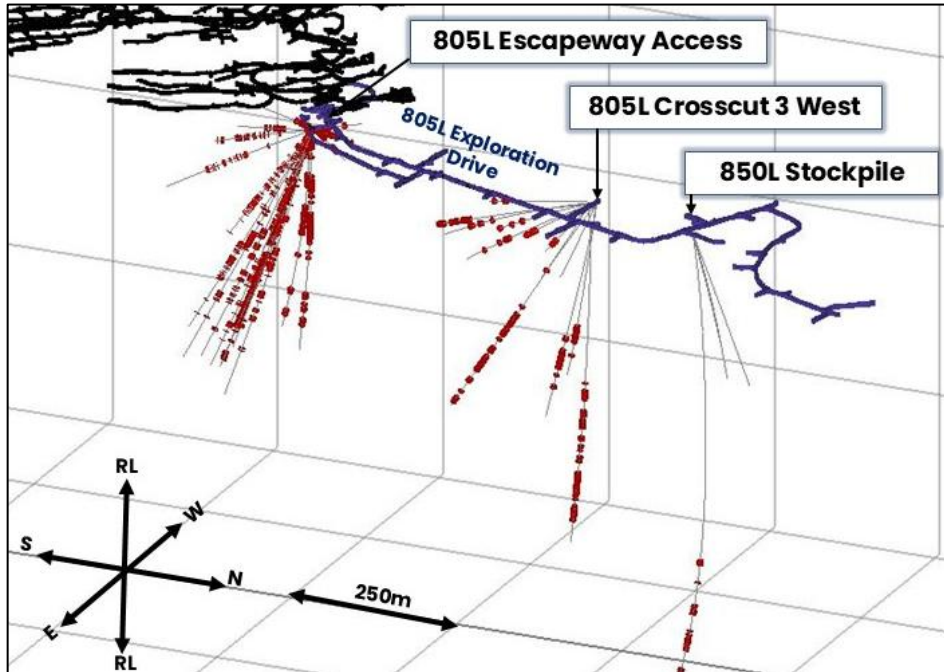 805L Escapeway Access
805L Crosscut 3 West
805L Exploration
Drive
850L Stockpile
RL
W
S
N
E
RL
250m